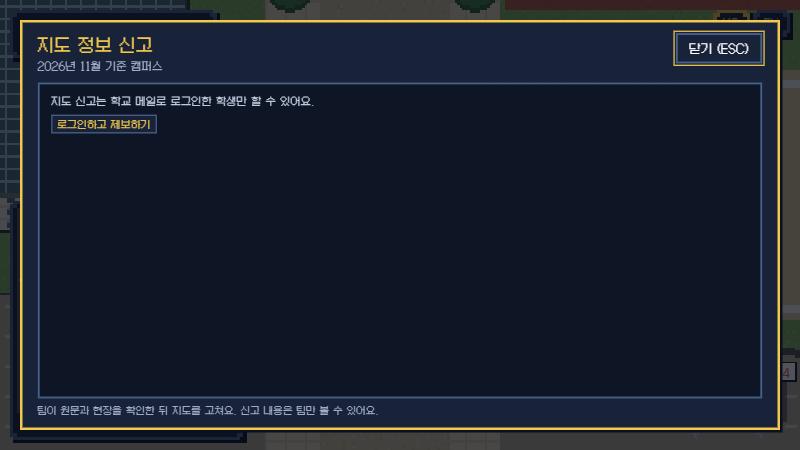 지도 정보 신고
닫기 (ESC)
2026년 11월 기준 캠퍼스
지도 신고는 학교 메일로 로그인한 학생만 할 수 있어요.
로그인하고 제보하기
팀이 원문과 현장을 확인한 뒤 지도를 고쳐요. 신고 내용은 팀만 볼 수 있어요.
4